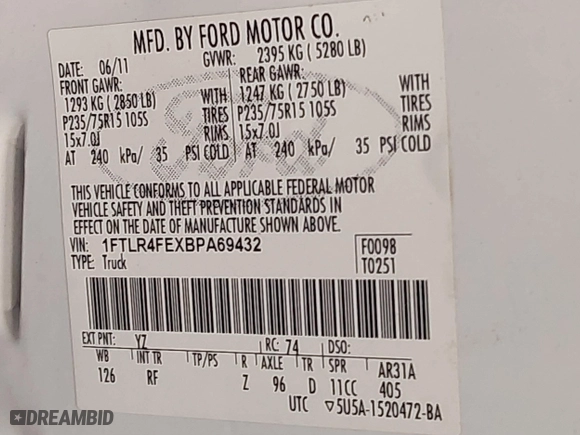 MFD. BY FORD MOTOR CO.
DATE: 06/11 GVWR: 2395 KG ( 5280 LB)
FRONT GAWR: REAR GAWR:
1293 KG ( 2850 LB) WITH 1247 KG ( 2750 LB) WITH
P235/75R15 105S TIRES P235/75R15 105S TIRES
15x7.0J RIMS 15x7.0J RIMS
AT 240 kPa/ 35 PSI COLD AT 240 kPa/ 35 PSI COLD
THIS VEHICLE CONFORMS TO ALL APPLICABLE FEDERAL MOTOR
VEHICLE SAFETY AND THEFT PREVENTION STANDARDS IN
EFFECT ON THE DATE OF MANUFACTURE SHOWN ABOVE.
VIN: 1FTLR4FEXBPA69432 F0098
TYPE: Truck T0251
EXT PNT: YZ RC: 74 DSO:
WB INT TR TP/PS R AXLE TR SPR AR31A
126 RF Z 96 D 11CC 405
UTC ▽5U5A-1520472-BA
DREAMBID